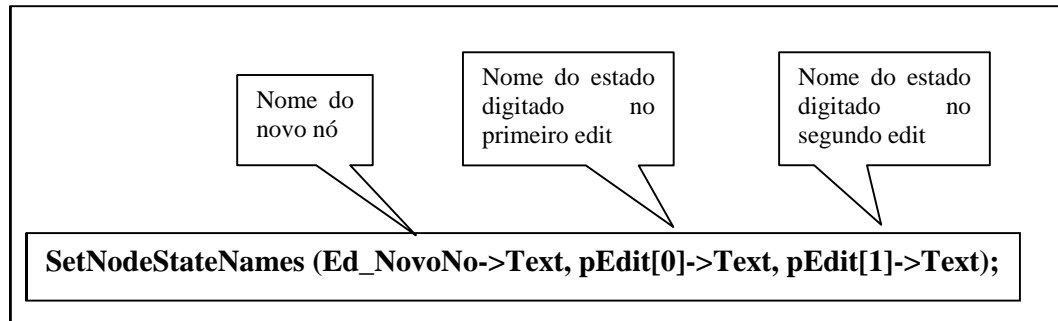 Nome do
novo nó
Nome do estado
digitado no
primeiro edit
Nome do estado
digitado no
segundo edit
SetNodeStateNames (Ed_NovoNo->Text, pEdit[0]->Text, pEdit[1]->Text);